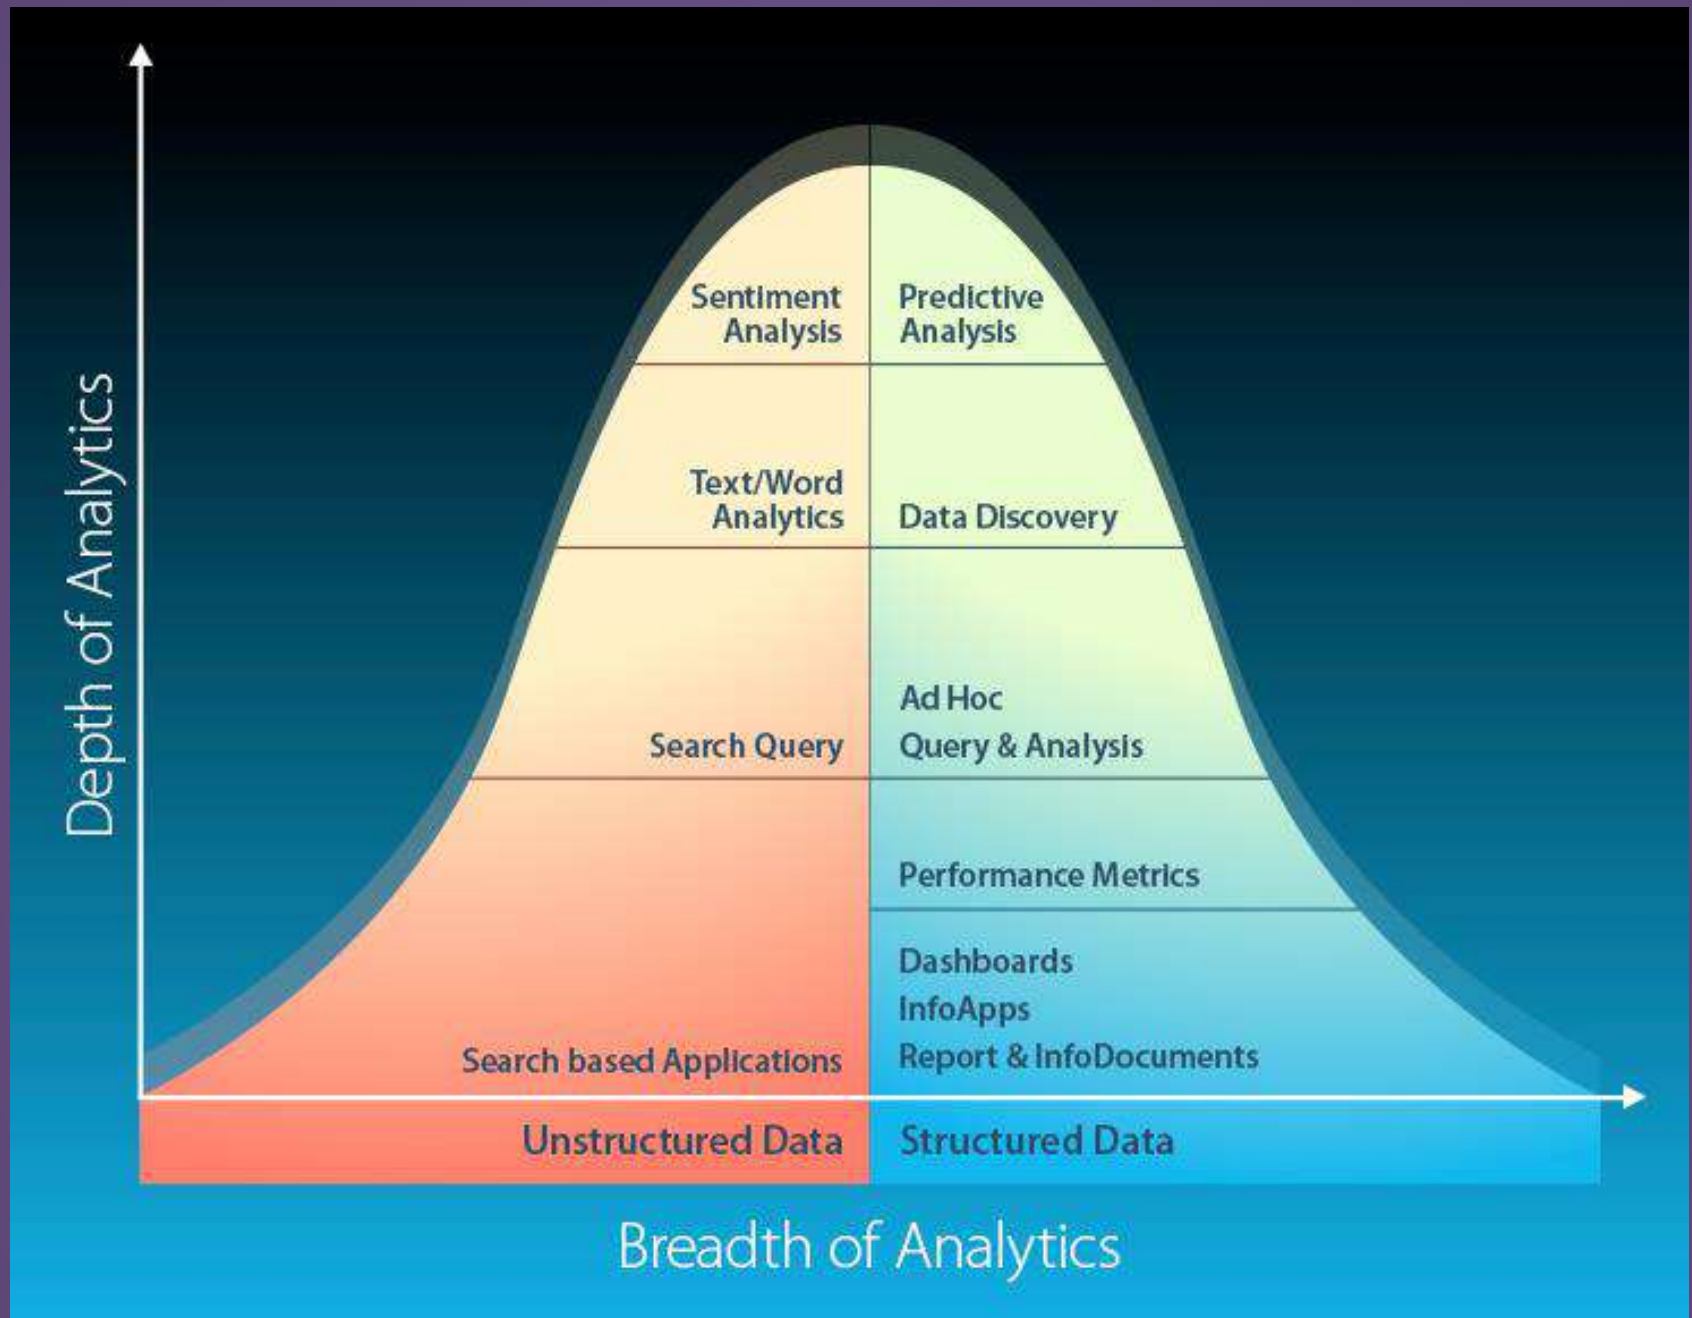 Depth of Analytics
Sentiment
Analysis
Predictive
Analysis
Text/Word
Analytics
Data Discovery
Search Query
Ad Hoc
Query & Analysis
Performance Metrics
Search based Applications
Dashboards
InfoApps
Report & InfoDocuments
Unstructured Data
Structured Data
Breadth of Analytics